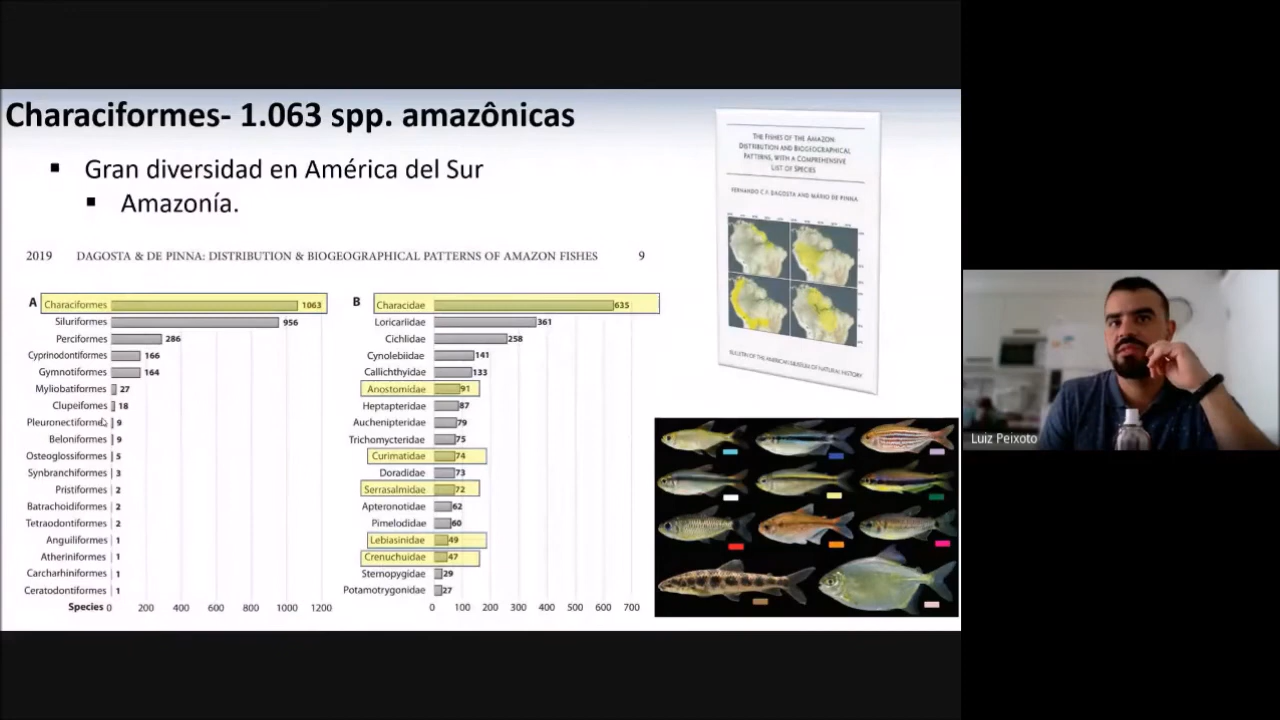 Characiformes- 1.063 spp. amazônicas
Gran diversidad en América del Sur
Amazonía.
2019 DAGOSTA & DE PINNA: DISTRIBUTION & BIOGEOGRAPHICAL PATTERNS OF AMAZON FISHES 9
A
Characiformes 1063
Siluriformes 956
Perciformes 286
Cyprinodontiformes 166
Gymnotiformes 164
Myliobatiformes 27
Clupeifomes 18
Pleuronectiformes 9
Beloniformes 9
Osteoglossiformes 5
Synbranchiformes 3
Pristiformes 2
Batrachoidiformes 2
Tetraodontiformes 2
Anguiliformes 1
Atheriniformes 1
Carcharhiniformes 1
Ceratodontiformes 1
Species 0 200 400 600 800 1000 1200
B
Characidae 635
Loricariidae 361
Cichlidae 258
Cynolebiidae 141
Callichthyidae 133
Anostomidae 91
Heptapteridae 87
Auchenipteridae 79
Trichomycteridae 75
Curimatidae 74
Doradidae 73
Serrasalmidae 72
Apteronotidae 62
Pimelodidae 60
Lebiasinidae 49
Crenuchuidae 47
Sternopygidae 29
Potamotrygonidae 27
0 100 200 300 400 500 600 700
THE FISHES OF THE AMAZON
DISTRIBUTION AND BIOGEOGRAPHICAL
PATTERNS, WITH A COMPREHENSIVE
LIST OF SPECIES
FERNANDO C.P. DAGOSTA AND MÁRIO DE PINNA
BULLETIN OF THE AMERICAN MUSEUM OF NATURAL HISTORY
Luiz Peixoto